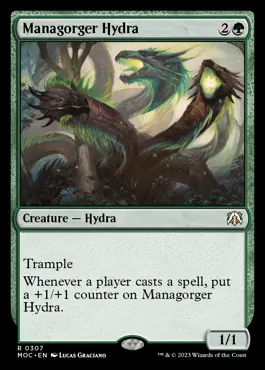 Managorger Hydra 2
Creature — Hydra
Trample
Whenever a player casts a spell, put
a +1/+1 counter on Managorger
Hydra.
1/1
R 0307
MOC • EN Lucas Graciano
™ & © 2023 Wizards of the Coast